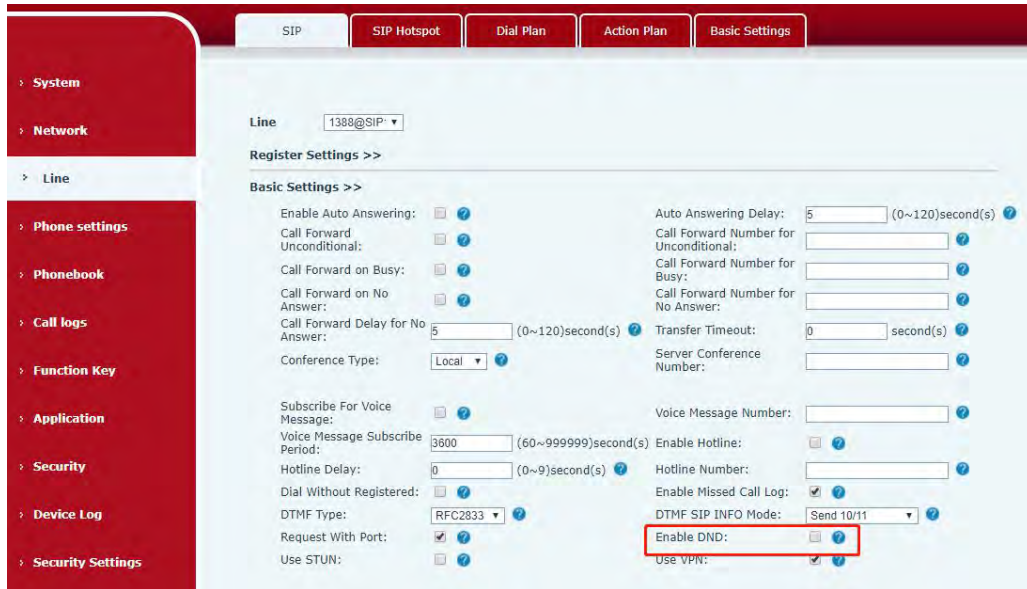 SIP
SIP Hotspot
Dial Plan
Action Plan
Basic Settings
› System
› Network
› Line
› Phone settings
› Phonebook
› Call logs
› Function Key
› Application
› Security
› Device Log
› Security Settings
Line 1388@SIP
Register Settings >>
Basic Settings >>
Enable Auto Answering:
Auto Answering Delay: 5 (0~120)second(s)
Call Forward
Unconditional:
Call Forward Number for
Unconditional:
Call Forward on Busy:
Call Forward Number for
Busy:
Call Forward on No
Answer:
Call Forward Number for
No Answer:
Call Forward Delay for No
Answer: 5 (0~120)second(s)
Transfer Timeout: 0 second(s)
Conference Type: Local
Server Conference
Number:
Subscribe For Voice
Message:
Voice Message Number:
Voice Message Subscribe
Period: 3600 (60~999999)second(s)
Enable Hotline:
Hotline Delay: 0 (0~9)second(s)
Hotline Number:
Dial Without Registered:
Enable Missed Call Log:
DTMF Type: RFC2833
DTMF SIP INFO Mode: Send 10/11
Request With Port:
Enable DND:
Use STUN:
Use VPN: